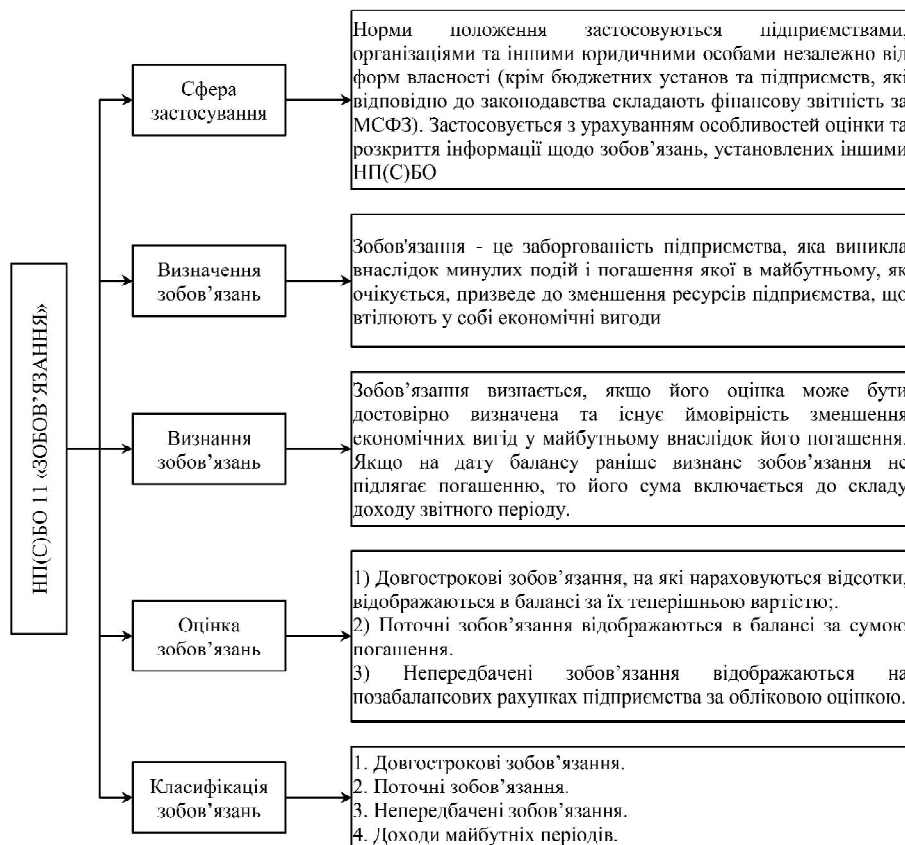 НП(С)БО 11 «ЗОБОВ’ЯЗАННЯ»
Сфера
застосування
Норми положення застосовуються підприємствами,
організаціями та іншими юридичними особами незалежно від
форм власності (крім бюджетних установ та підприємств, які
відповідно до законодавства складають фінансову звітність за
МСФЗ). Застосовується з урахуванням особливостей оцінки та
розкриття інформації щодо зобов’язань, установлених іншими
НП(С)БО
Визначення
зобов’язань
Зобов'язання - це заборгованість підприємства, яка виникла
внаслідок минулих подій і погашення якої в майбутньому, як
очікується, призведе до зменшення ресурсів підприємства, що
втілюють у собі економічні вигоди
Визнання
зобов’язань
Зобов’язання визнається, якщо його оцінка може бути
достовірно визначена та існує ймовірність зменшення
економічних вигід у майбутньому внаслідок його погашення.
Якщо на дату балансу раніше визнане зобов’язання не
підлягає погашенню, то його сума включається до складу
доходу звітного періоду.
Оцінка
зобов’язань
1) Довгострокові зобов’язання, на які нараховуються відсотки,
відображаються в балансі за їх теперішньою вартістю;.
2) Поточні зобов’язання відображаються в балансі за сумою
погашення.
3) Непередбачені зобов’язання відображаються на
позабалансових рахунках підприємства за обліковою оцінкою.
Класифікація
зобов’язань
1. Довгострокові зобов’язання.
2. Поточні зобов’язання.
3. Непередбачені зобов’язання.
4. Доходи майбутніх періодів.